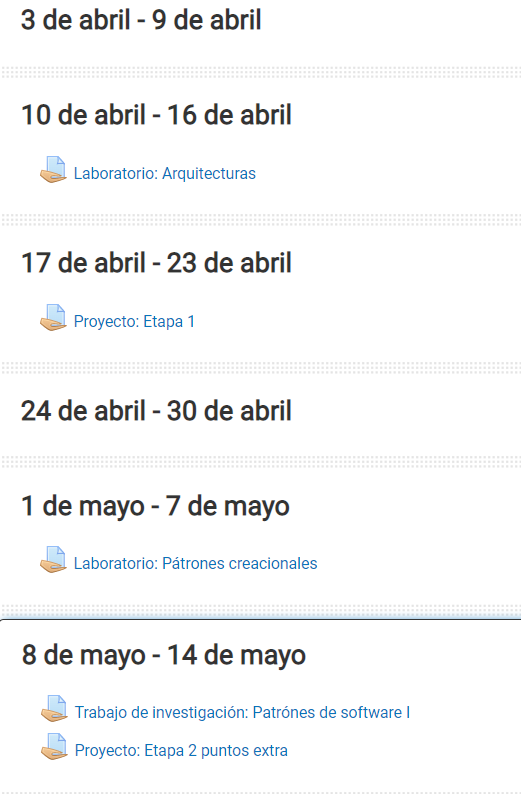 3 de abril - 9 de abril
10 de abril - 16 de abril
Laboratorio: Arquitecturas
17 de abril - 23 de abril
Proyecto: Etapa 1
24 de abril - 30 de abril
1 de mayo - 7 de mayo
Laboratorio: Pátrones creacionales
8 de mayo - 14 de mayo
Trabajo de investigación: Patrónes de software I
Proyecto: Etapa 2 puntos extra